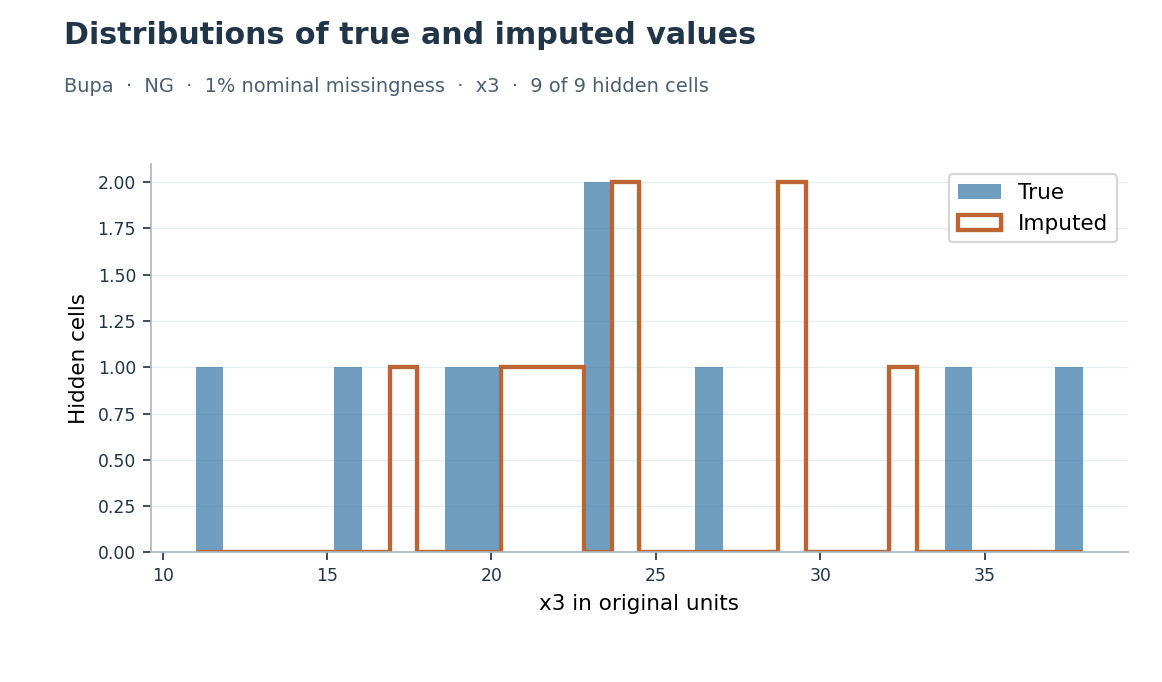 Distributions of true and imputed values
Bupa · NG · 1% nominal missingness · x3 · 9 of 9 hidden cells
True
Imputed
Hidden cells
2.00
1.75
1.50
1.25
1.00
0.75
0.50
0.25
0.00
10 15 20 25 30 35
x3 in original units